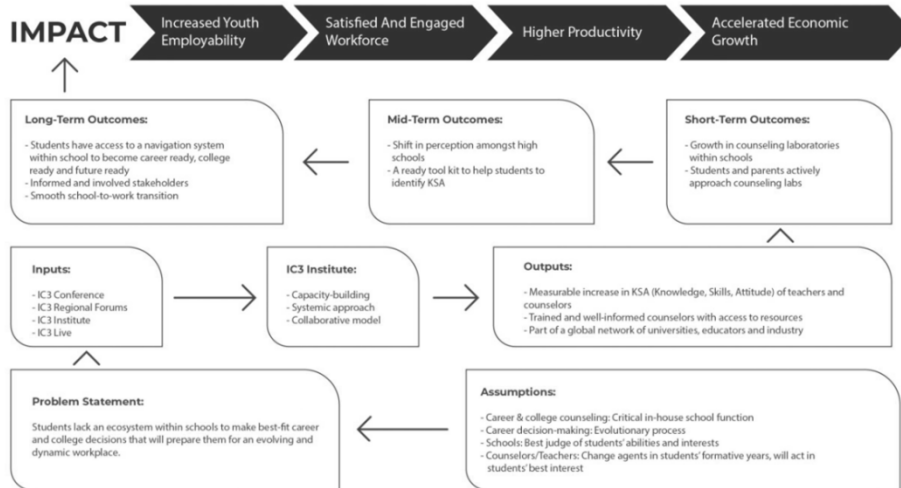 IMPACT
Increased Youth
Employability
Satisfied And Engaged
Workforce
Higher Productivity
Accelerated Economic
Growth
Long-Term Outcomes:
- Students have access to a navigation system
within school to become career ready, college
ready and future ready
- Informed and involved stakeholders
- Smooth school-to-work transition
Mid-Term Outcomes:
- Shift in perception amongst high
schools
- A ready tool kit to help students to
identify KSA
Short-Term Outcomes:
- Growth in counseling laboratories
within schools
- Students and parents actively
approach counseling labs
Inputs:
- IC3 Conference
- IC3 Regional Forums
- IC3 Institute
- IC3 Live
IC3 Institute:
- Capacity-building
- Systemic approach
- Collaborative model
Outputs:
- Measurable increase in KSA (Knowledge, Skills, Attitude) of teachers and
counselors
- Trained and well-informed counselors with access to resources
- Part of a global network of universities, educators and industry
Problem Statement:
Students lack an ecosystem within schools to make best-fit career
and college decisions that will prepare them for an evolving and
dynamic workplace.
Assumptions:
- Career & college counseling: Critical in-house school function
- Career decision-making: Evolutionary process
- Schools: Best judge of students' abilities and interests
- Counselors/Teachers: Change agents in students' formative years, will act in
students' best interest